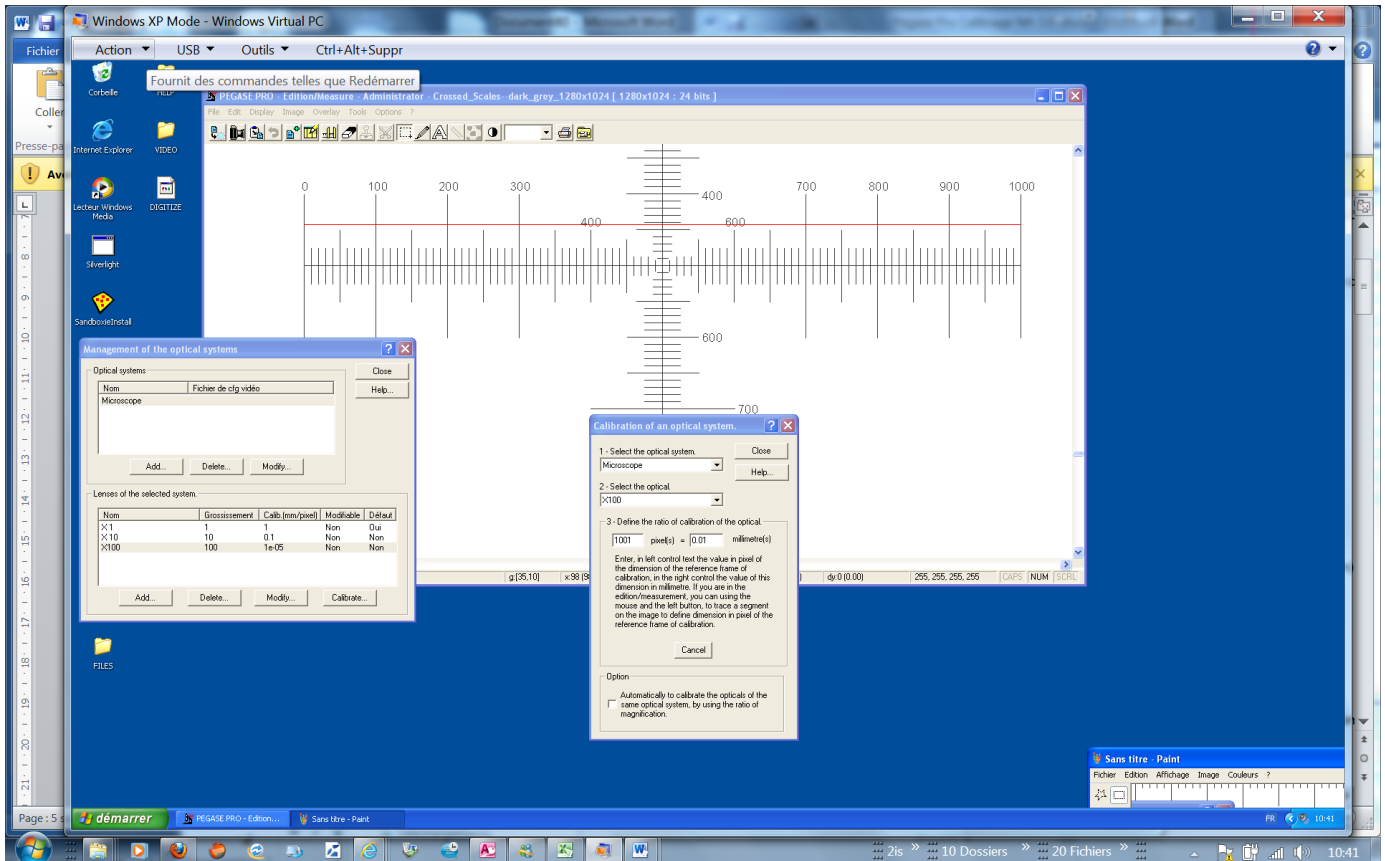 Document0 - Microsoft Word
Windows XP Mode - Windows Virtual PC
Fichier
Action USB Outils Ctrl+Alt+Suppr
Fournit des commandes telles que Redémarrer
Coller
Presse-pa
Corbeille
HELP
Internet Explorer
VIDEO
Lecteur Windows Media
DIGITIZE
Silverlight
SandboxieInstall
FILES
PEGASE PRO - Edition/Measure - Administrator - Crossed_Scales--dark_grey_1280x1024 [ 1280x1024 : 24 bits ]
File Edit Display Image Overlay Tools Options ?
0 100 200 300 400 700 800 900 1000
400 600
600
700
g:[35,10] x:98 (9 dy:0 (0.00) 255, 255, 255, 255 CAPS NUM SCRL
Management of the optical systems
Optical systems
Close
Help...
Nom Fichier de cfg vidéo
Microscope
Add... Delete... Modify...
Lenses of the selected system.
Nom Grossissement Calib.(mm/pixel) Modifiable Défaut
X 1 1 1 Non Oui
X 10 10 0.1 Non Non
X100 100 1e-05 Non Non
Add... Delete... Modify... Calibrate...
Calibration of an optical system.
1 - Select the optical system.
Close
Microscope
Help...
2 - Select the optical.
X100
3 - Define the ratio of calibration of the optical.
1001 pixel(s) = 0.01 millimetre(s)
Enter, in left control text the value in pixel of
the dimension of the reference frame of
calibration, in the right control the value of this
dimension in millimetre. If you are in the
edition/measurement, you can using the
mouse and the left button, to trace a segment
on the image to define dimension in pixel of the
reference frame of calibration.
Cancel
Option
Automatically to calibrate the opticals of the
same optical system, by using the ratio of
magnification.
Sans titre - Paint
Fichier Edition Affichage Image Couleurs ?
démarrer PEGASE PRO - Edition... Sans titre - Paint FR 10:41
Page : 5 s
2is 10 Dossiers 20 Fichiers 10:41